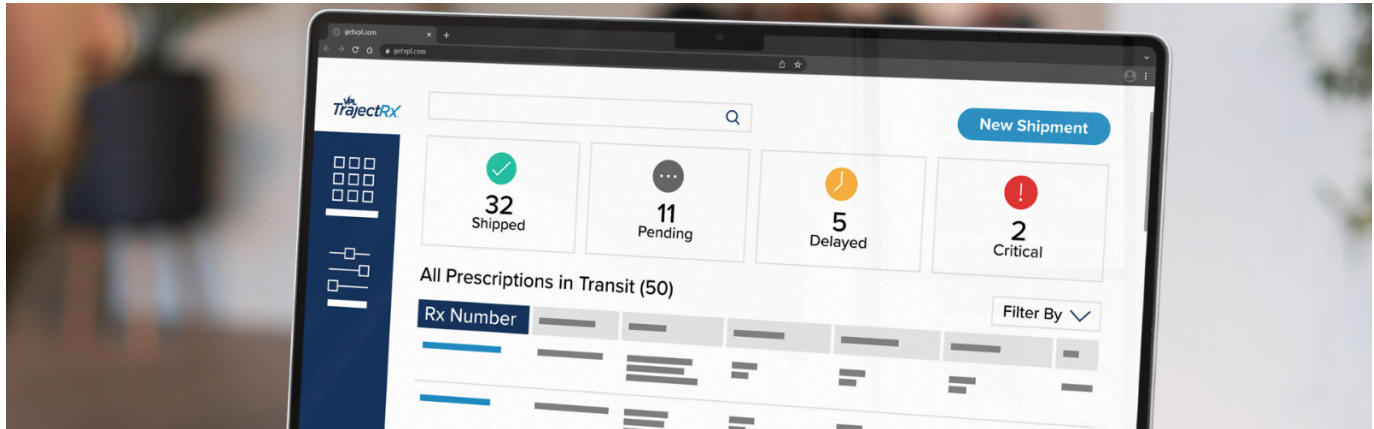 getvpl.com
getvpl.com
VPL
TrajectRx
New Shipment
32
Shipped
11
Pending
5
Delayed
2
Critical
All Prescriptions in Transit (50)
Filter By
Rx Number